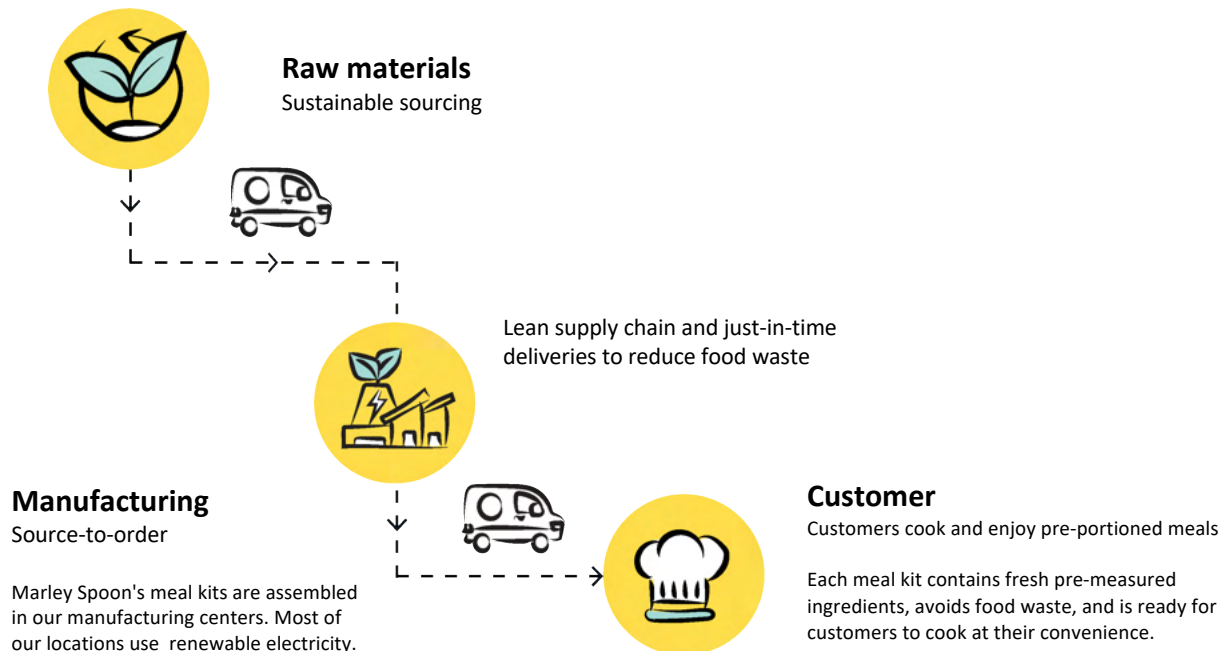 Raw materials
Sustainable sourcing
Lean supply chain and just-in-time
deliveries to reduce food waste
Manufacturing
Source-to-order
Marley Spoon's meal kits are assembled
in our manufacturing centers. Most of
our locations use  renewable electricity.
Customer
Customers cook and enjoy pre-portioned meals
Each meal kit contains fresh pre-measured
ingredients, avoids food waste, and is ready for
customers to cook at their convenience.